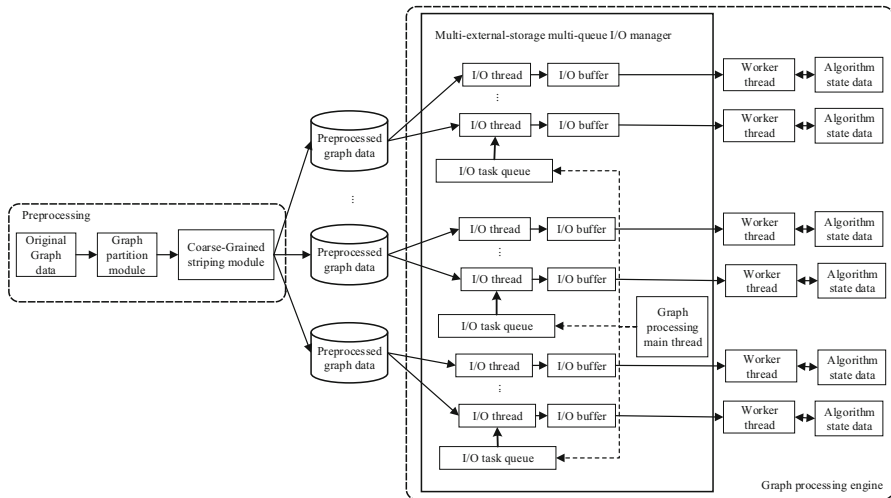 Multi-external-storage multi-queue I/O manager
I/O thread
I/O buffer
Worker
thread
Algorithm
state data
⋮
Preprocessed
graph data
I/O thread
I/O buffer
Worker
thread
Algorithm
state data
I/O task queue
⋮
Preprocessing
Original
Graph
data
Graph
partition
module
Coarse-Grained
striping module
Preprocessed
graph data
I/O thread
I/O buffer
Worker
thread
Algorithm
state data
⋮
I/O thread
I/O buffer
Worker
thread
Algorithm
state data
I/O task queue
Graph
processing
main thread
Preprocessed
graph data
I/O thread
I/O buffer
Worker
thread
Algorithm
state data
⋮
I/O thread
I/O buffer
Worker
thread
Algorithm
state data
I/O task queue
Graph processing engine